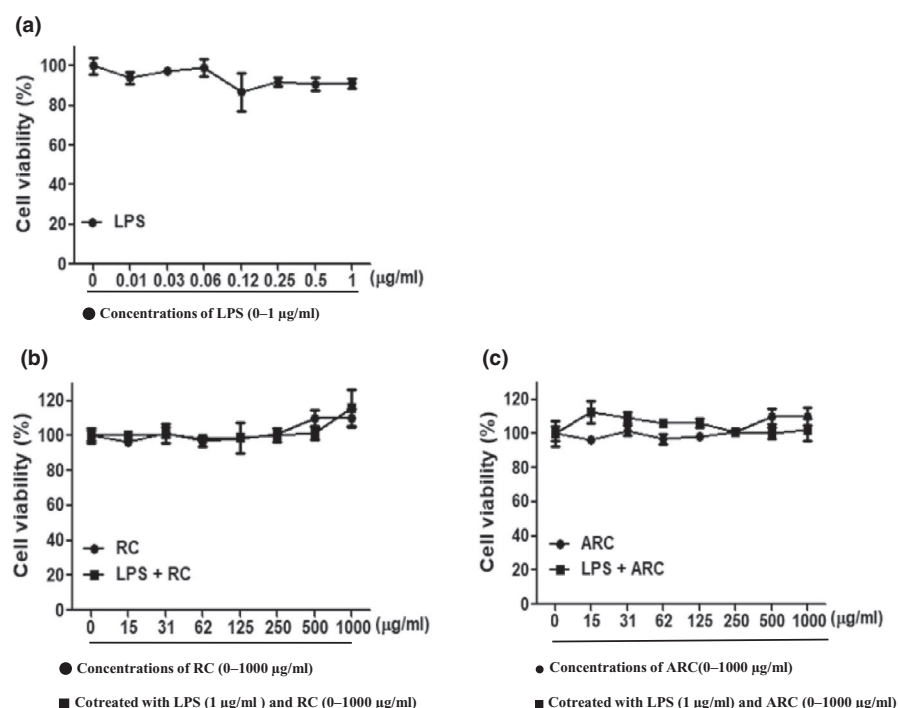 (a)
100
80
60
40
20
0
Cell viability (%)
LPS
0 0.01 0.03 0.06 0.12 0.25 0.5 1 (µg/ml)
● Concentrations of LPS (0–1 µg/ml)
(b)
120
100
80
60
40
20
0
Cell viability (%)
RC
LPS + RC
0 15 31 62 125 250 500 1000 (µg/ml)
● Concentrations of RC (0–1000 µg/ml)
■ Cotreated with LPS (1 µg/ml ) and RC (0–1000 µg/ml)
(c)
120
100
80
60
40
20
0
Cell viability (%)
ARC
LPS + ARC
0 15 31 62 125 250 500 1000 (µg/ml)
● Concentrations of ARC(0–1000 µg/ml)
■ Cotreated with LPS (1 µg/ml) and ARC (0–1000 µg/ml)